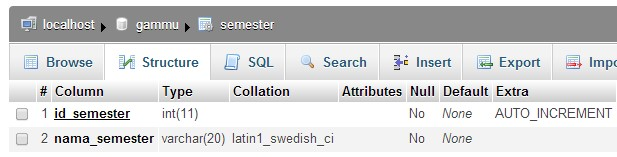 localhost gammu semester
Browse Structure SQL Search Insert Export Impo
# Column Type Collation Attributes Null Default Extra
1 id_semester int(11) No None AUTO_INCREMENT
2 nama_semester varchar(20) latin1_swedish_ci No None